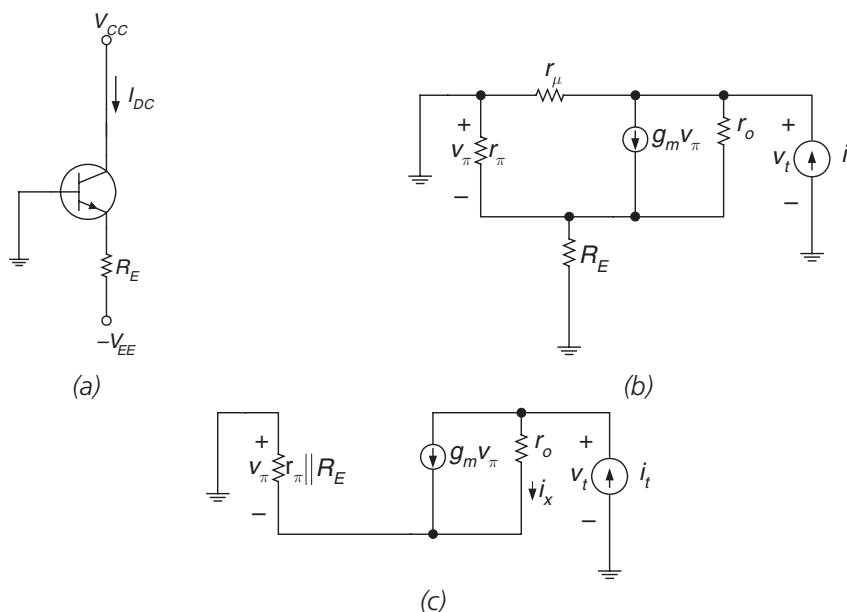 V_CC
I_DC
R_E
−V_EE
(a)
r_μ
+
v_π r_π
−
g_m v_π
r_o
+
v_t
−
i
R_E
(b)
+
v_π r_π||R_E
−
g_m v_π
r_o
i_x
+
v_t
−
i_t
(c)